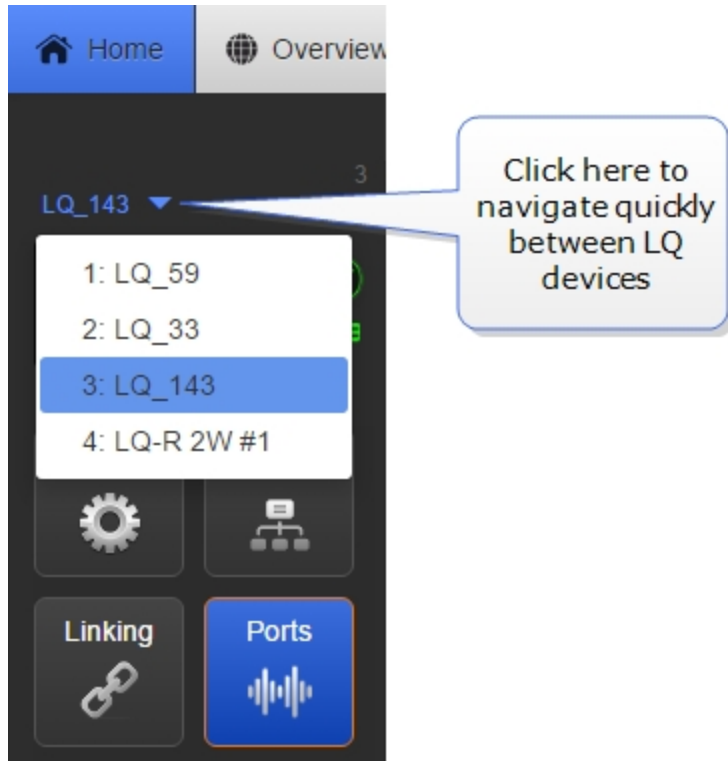 Home
Overview
3
LQ_143
Click here to
navigate quickly
between LQ
devices
1: LQ_59
2: LQ_33
3: LQ_143
4: LQ-R 2W #1
Linking
Ports